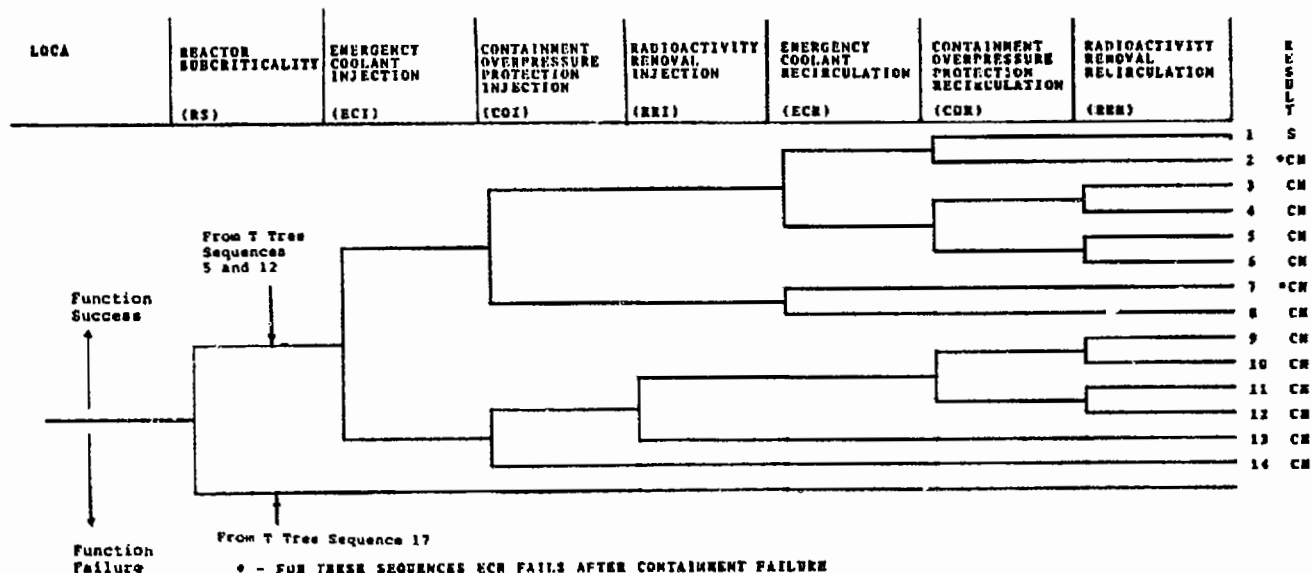 LOCA
REACTOR
SUBCRITICALITY
(RS)
EMERGENCY
COOLANT
INJECTION
(ECI)
CONTAINMENT
OVERPRESSURE
PROTECTION
INJECTION
(COI)
RADIOACTIVITY
REMOVAL
INJECTION
(RRI)
EMERGENCY
COOLANT
RECIRCULATION
(ECR)
CONTAINMENT
OVERPRESSURE
PROTECTION
RECIRCULATION
(COR)
RADIOACTIVITY
REMOVAL
RECIRCULATION
(RRR)
RESULT
1 S
2 *CM
3 CM
4 CM
5 CM
6 CM
7 *CM
8 CM
9 CM
10 CM
11 CM
12 CM
13 CM
14 CM
From T Tree
Sequences
5 and 12
Function
Success
Function
Failure
From T Tree Sequence 17
* - FOR THESE SEQUENCES ECR FAILS AFTER CONTAINMENT FAILURE